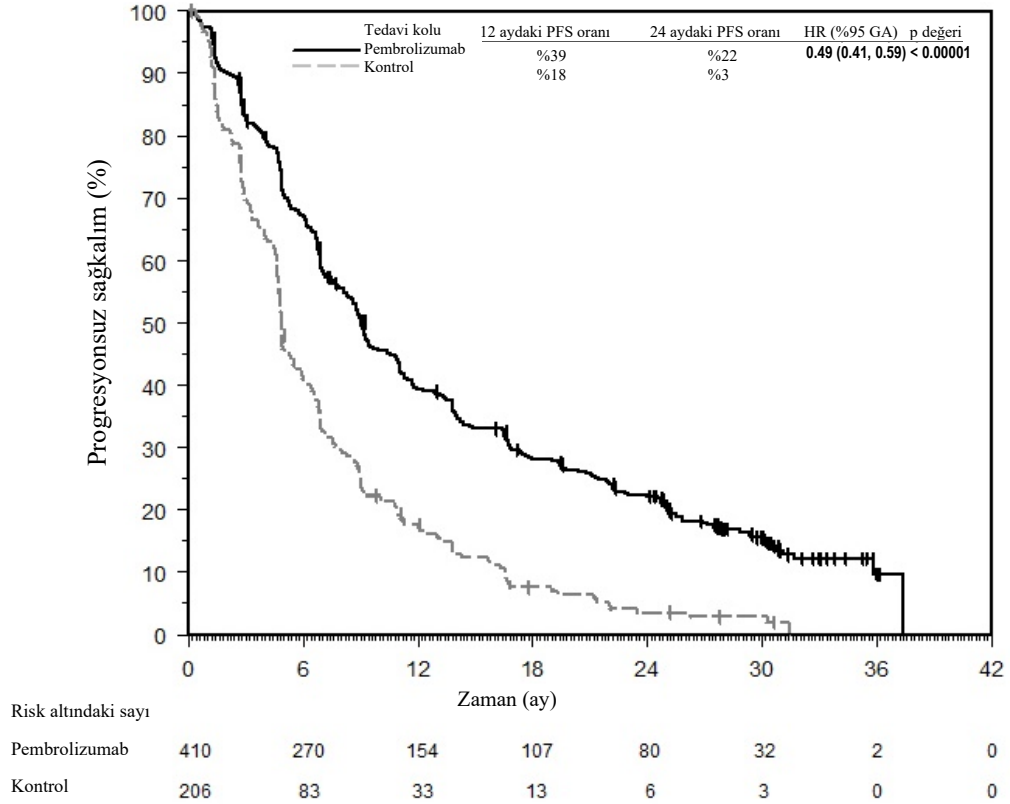 Tedavi kolu 12 aydaki PFS oranı 24 aydaki PFS oranı HR (%95 GA) p değeri
Pembrolizumab %39 %22 0.49 (0.41, 0.59) < 0.00001
Kontrol %18 %3
Progresyonsuz sağkalım (%)
100
90
80
70
60
50
40
30
20
10
0
0 6 12 18 24 30 36 42
Zaman (ay)
Risk altındaki sayı
Pembrolizumab 410 270 154 107 80 32 2 0
Kontrol 206 83 33 13 6 3 0 0